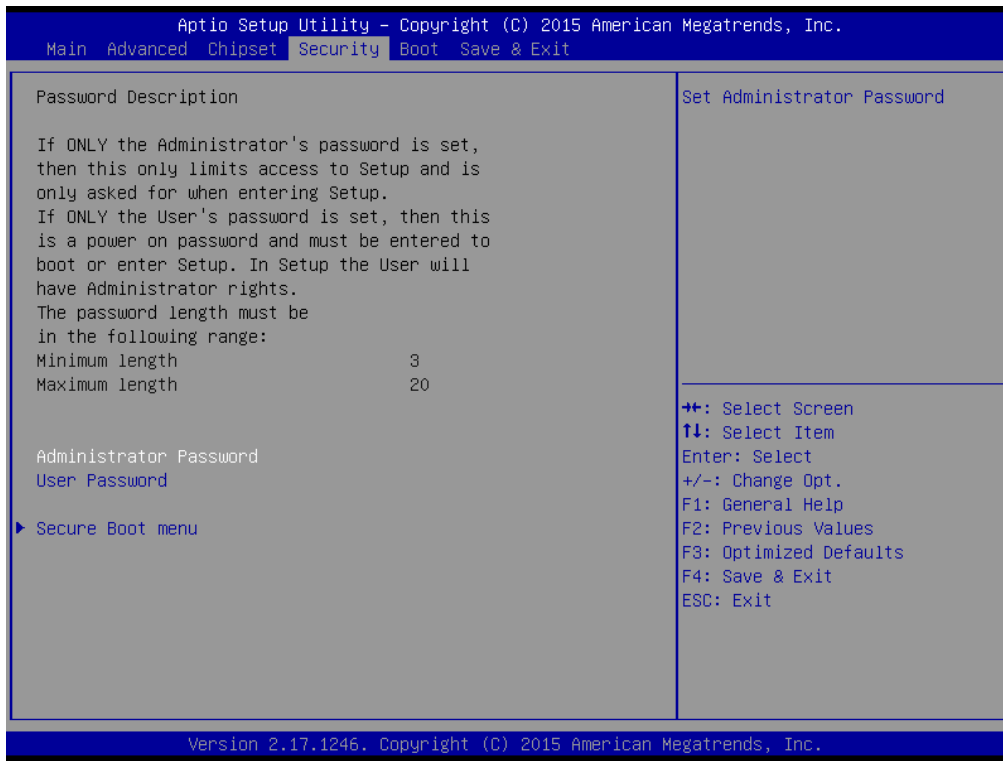 Aptio Setup Utility – Copyright (C) 2015 American Megatrends, Inc.
Main Advanced Chipset Security Boot Save & Exit
Password Description
If ONLY the Administrator's password is set,
then this only limits access to Setup and is
only asked for when entering Setup.
If ONLY the User's password is set, then this
is a power on password and must be entered to
boot or enter Setup. In Setup the User will
have Administrator rights.
The password length must be
in the following range:
Minimum length 3
Maximum length 20
Administrator Password
User Password
Secure Boot menu
Set Administrator Password
→←: Select Screen
↑↓: Select Item
Enter: Select
+/-: Change Opt.
F1: General Help
F2: Previous Values
F3: Optimized Defaults
F4: Save & Exit
ESC: Exit
Version 2.17.1246. Copyright (C) 2015 American Megatrends, Inc.